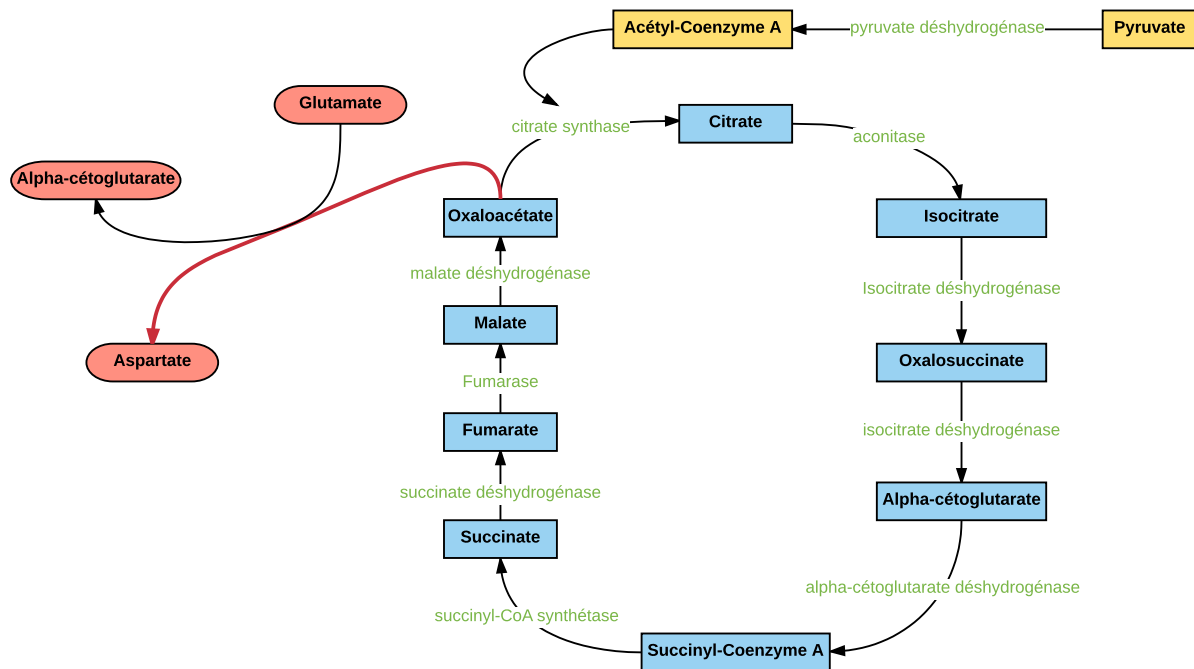 Acétyl-Coenzyme A
pyruvate déshydrogénase
Pyruvate
Glutamate
citrate synthase
Citrate
aconitase
Alpha-cétoglutarate
Oxaloacétate
Isocitrate
malate déshydrogénase
Isocitrate déshydrogénase
Malate
Aspartate
Oxalosuccinate
Fumarase
Fumarate
isocitrate déshydrogénase
succinate déshydrogénase
Alpha-cétoglutarate
Succinate
alpha-cétoglutarate déshydrogénase
succinyl-CoA synthétase
Succinyl-Coenzyme A